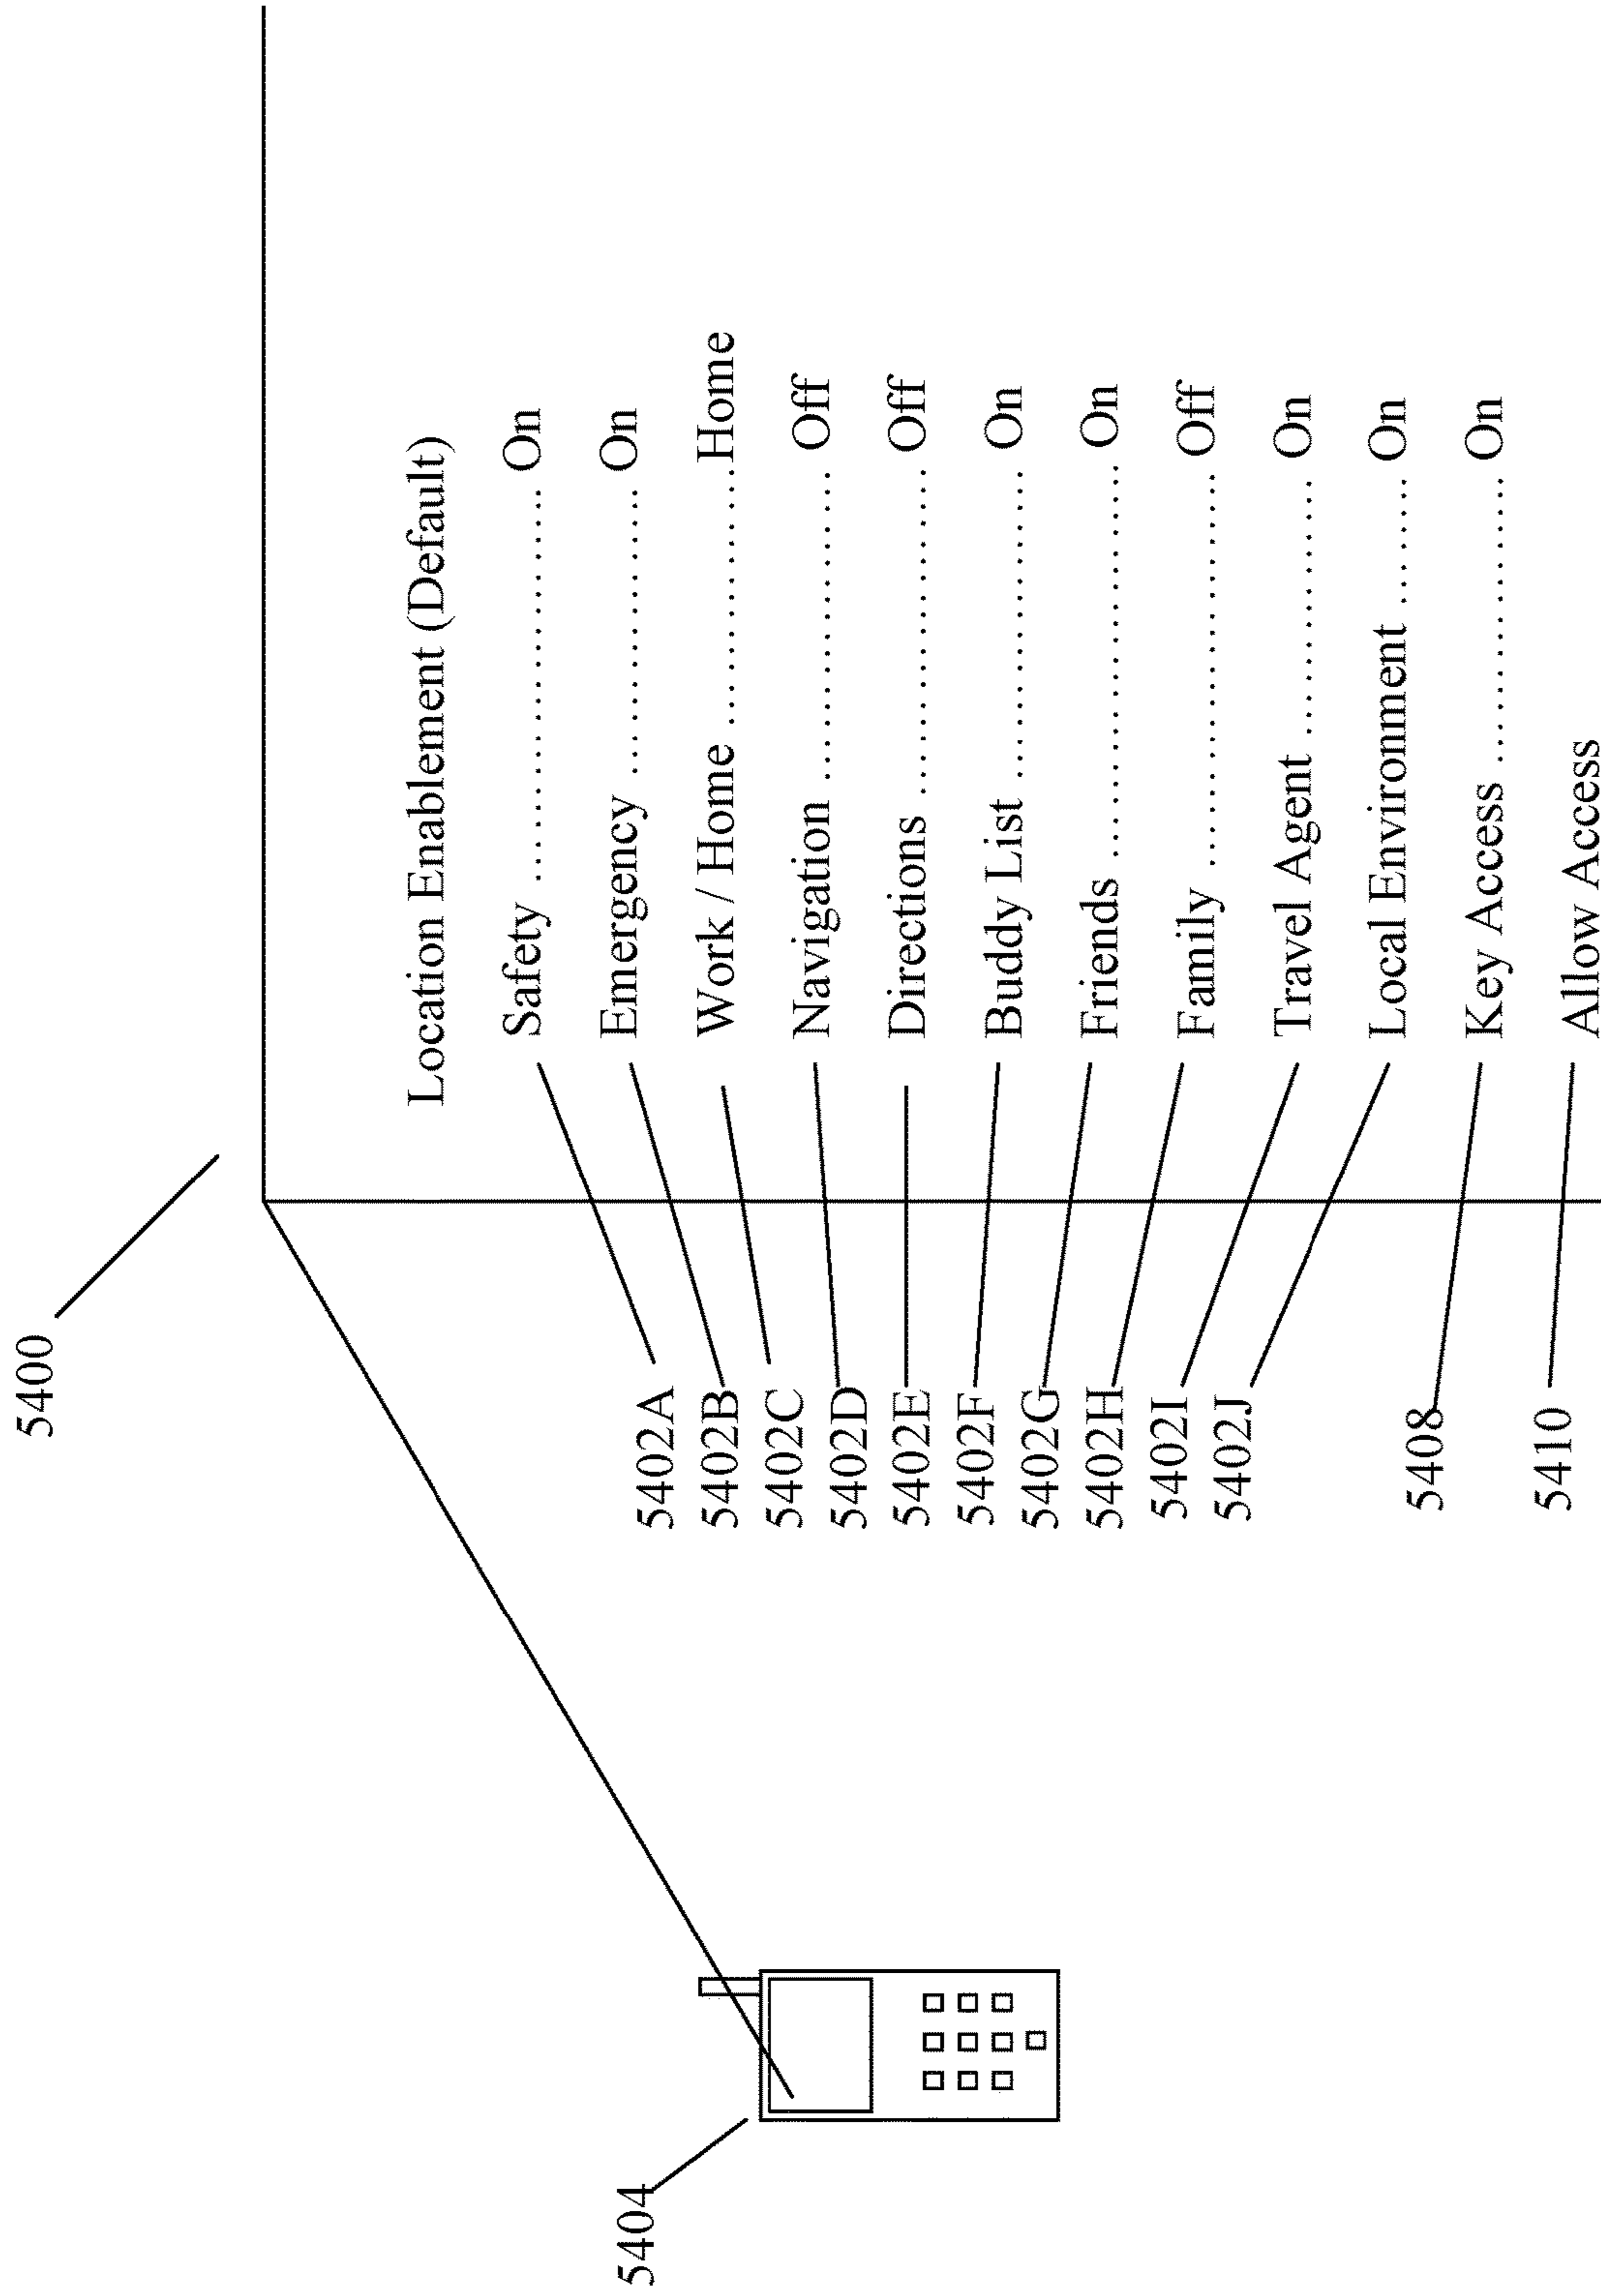 5400
Location Enablement (Default)
5402A Safety .............................. On
5402B Emergency ...................... On
5402C Work / Home .................... Home
5402D Navigation ........................ Off
5402E Directions ......................... Off
5402F Buddy List ........................ On
5402G Friends .............................. On
5402H Family .............................. Off
5402I Travel Agent .................... On
5402J Local Environment .......... On
5408 Key Access ...................... On
5410 Allow Access
5404